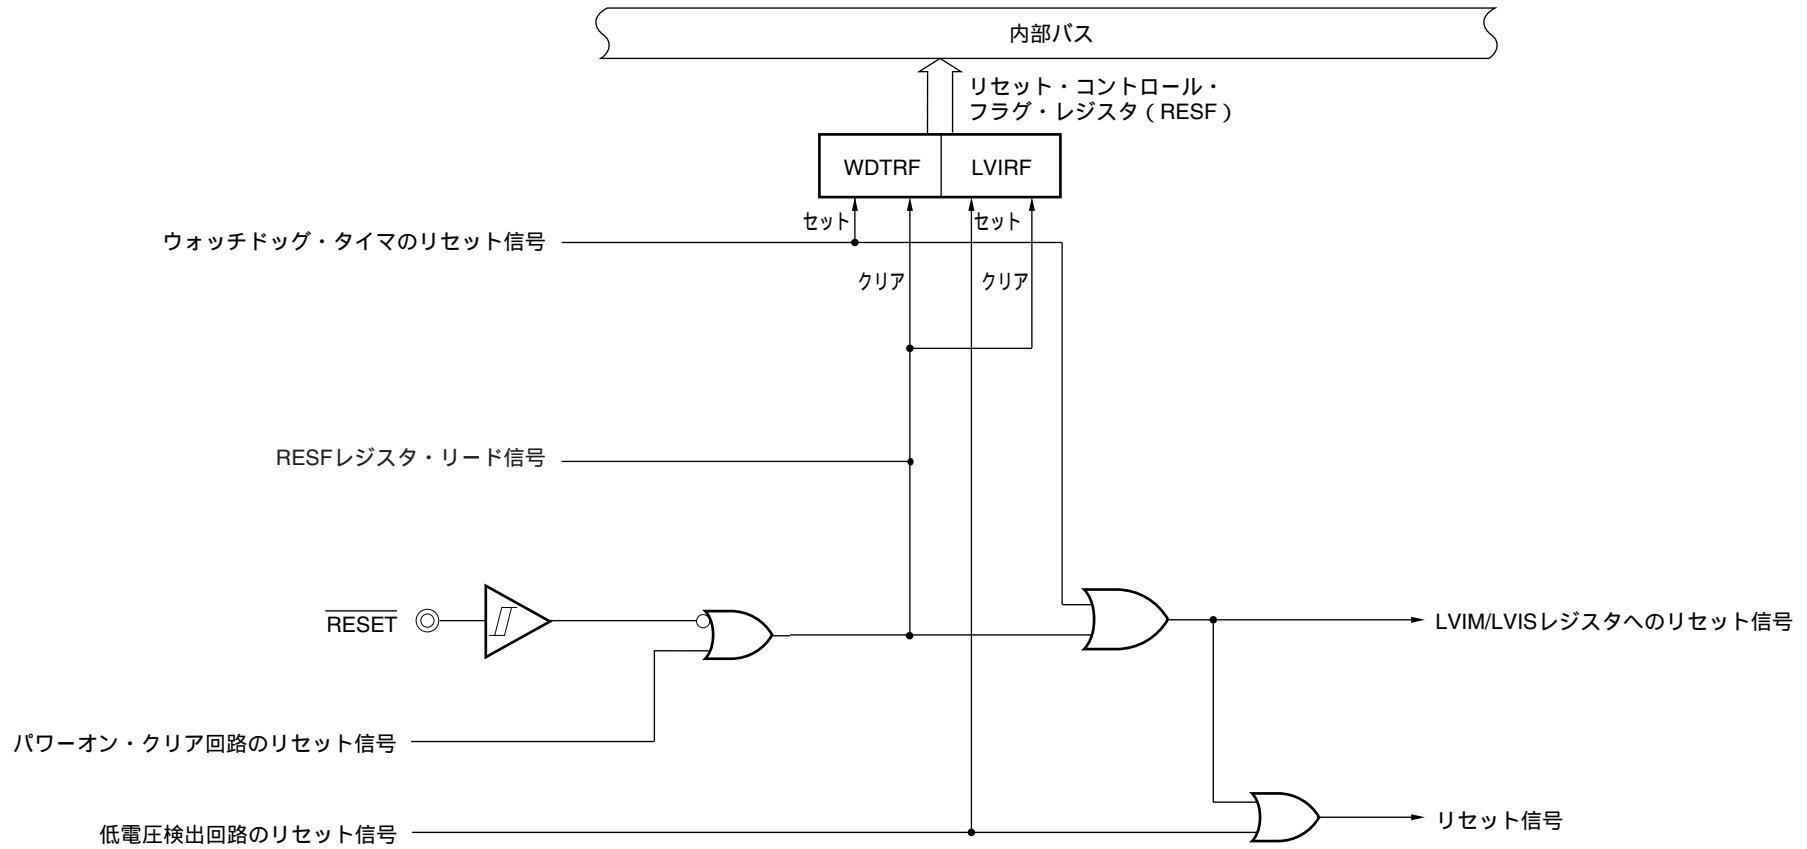 内部バス
リセット・コントロール・
フラグ・レジスタ（RESF）
WDTRF
LVIRF
セット
セット
ウォッチドッグ・タイマのリセット信号
クリア
クリア
RESFレジスタ・リード信号
RESET
LVIM/LVISレジスタへのリセット信号
パワーオン・クリア回路のリセット信号
低電圧検出回路のリセット信号
リセット信号